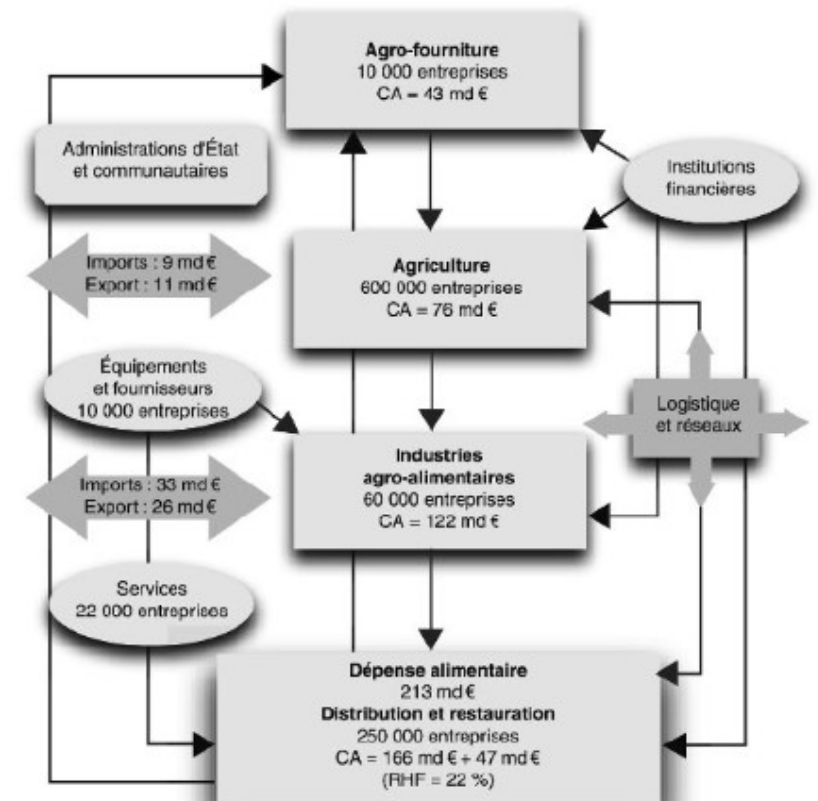 Agro-fourniture
10 000 entreprises
CA = 43 md €
Administrations d'État
et communautaires
Institutions
financières
Imports : 9 md €
Export : 11 md €
Agriculture
600 000 entreprises
CA = 76 md €
Équipements
et fournisseurs
10 000 entreprises
Logistique
et réseaux
Industries
agro-alimentaires
60 000 entreprises
CA = 122 md €
Imports : 33 md €
Export : 26 md €
Services
22 000 entreprises
Dépense alimentaire
213 md €
Distribution et restauration
250 000 entreprises
CA = 166 md € + 47 md €
(RHF = 22 %)